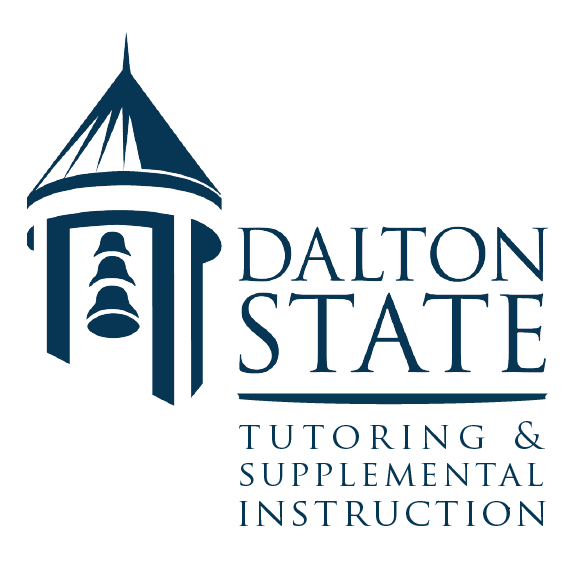 DALTON
STATE
TUTORING &
SUPPLEMENTAL
INSTRUCTION